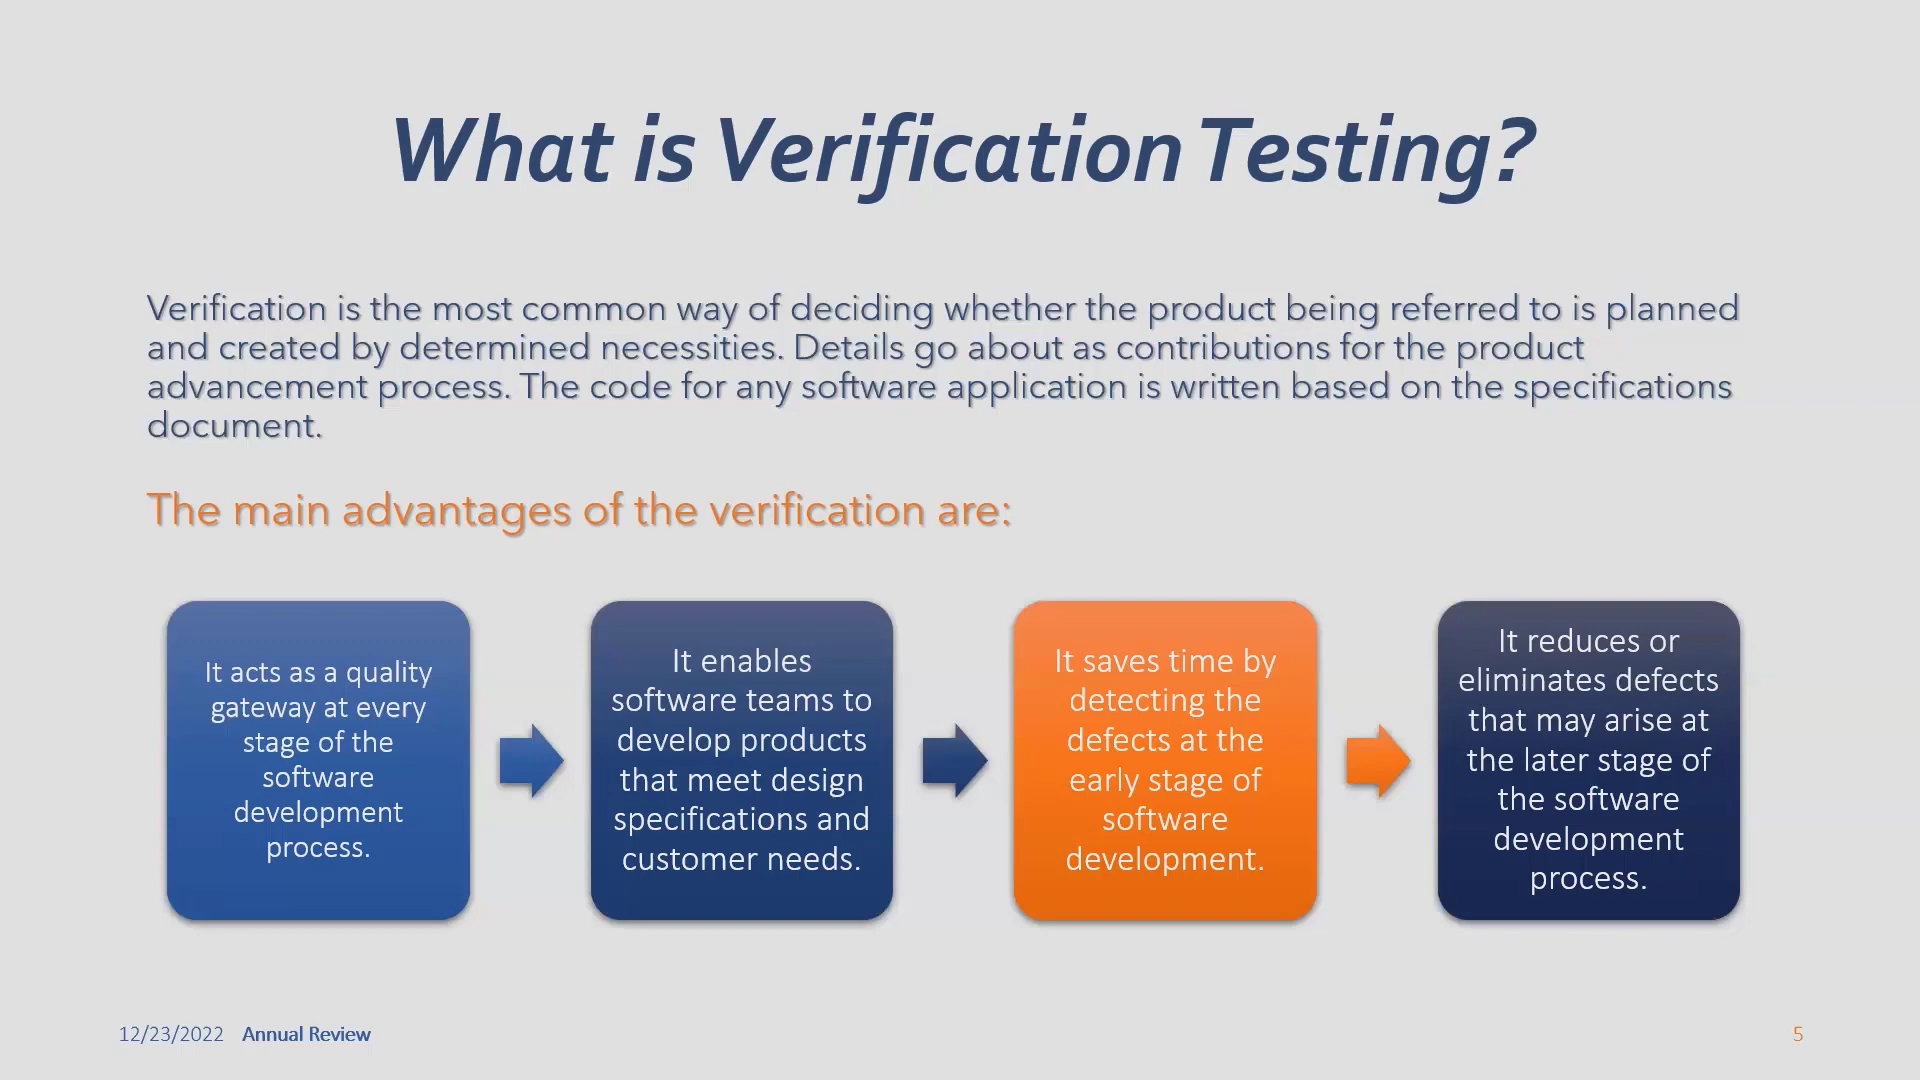 What is Verification Testing?
Verification is the most common way of deciding whether the product being referred to is planned
and created by determined necessities. Details go about as contributions for the product
advancement process. The code for any software application is written based on the specifications
document.
The main advantages of the verification are:
It acts as a quality
gateway at every
stage of the
software
development
process.
It enables
software teams to
develop products
that meet design
specifications and
customer needs.
It saves time by
detecting the
defects at the
early stage of
software
development.
It reduces or
eliminates defects
that may arise at
the later stage of
the software
development
process.
12/23/2022 Annual Review
5